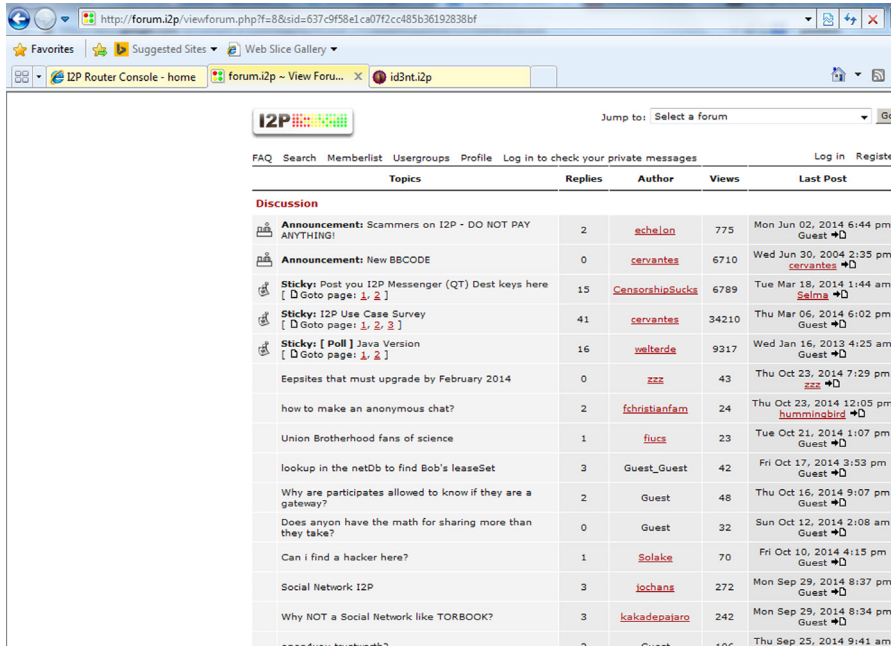 http://forum.i2p/viewforum.php?f=8&sid=637c9f58e1ca07f2cc485b36192838bf
Favorites Suggested Sites Web Slice Gallery
I2P Router Console - home forum.i2p ~ View Foru... X id3nt.i2p
I2P Jump to: Select a forum Go
FAQ Search Memberlist Usergroups Profile Log in to check your private messages Log in Registe
Topics Replies Author Views Last Post
Discussion
Announcement: Scammers on I2P - DO NOT PAY ANYTHING! 2 echelon 775 Mon Jun 02, 2014 6:44 pm
Guest
Announcement: New BBCODE 0 cervantes 6710 Wed Jun 30, 2004 2:35 pm
cervantes
Sticky: Post you I2P Messenger (QT) Dest keys here 15 CensorshipSucks 6789 Tue Mar 18, 2014 1:44 am
[ Goto page: 1, 2 ] Selma
Sticky: I2P Use Case Survey 41 cervantes 34210 Thu Mar 06, 2014 6:02 pm
[ Goto page: 1, 2, 3 ] Guest
Sticky: [ Poll ] Java Version 16 welterde 9317 Wed Jan 16, 2013 4:25 am
[ Goto page: 1, 2 ] Guest
Eepsites that must upgrade by February 2014 0 zzz 43 Thu Oct 23, 2014 7:29 pm
zzz
how to make an anonymous chat? 2 fchristianfam 24 Thu Oct 23, 2014 12:05 pm
hummingbird
Union Brotherhood fans of science 1 fiucs 23 Tue Oct 21, 2014 1:07 pm
Guest
lookup in the netDb to find Bob's leaseSet 3 Guest_Guest 42 Fri Oct 17, 2014 3:53 pm
Guest
Why are participates allowed to know if they are a gateway? 2 Guest 48 Thu Oct 16, 2014 9:07 pm
Guest
Does anyon have the math for sharing more than they take? 0 Guest 32 Sun Oct 12, 2014 2:08 am
Guest
Can i find a hacker here? 1 Solake 70 Fri Oct 10, 2014 4:15 pm
Guest
Social Network I2P 3 jochans 272 Mon Sep 29, 2014 8:37 pm
Guest
Why NOT a Social Network like TORBOOK? 3 kakadepajaro 242 Mon Sep 29, 2014 8:34 pm
Guest
Thu Sep 25, 2014 9:41 am